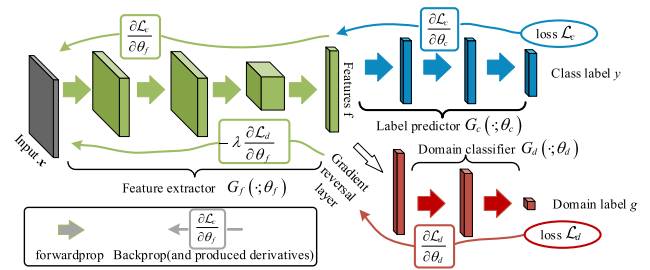 ∂ℒ_c/∂θ_f
∂ℒ_c/∂θ_c
loss ℒ_c
Features f
Class label y
Input x
Label predictor G_c(·;θ_c)
−λ ∂ℒ_d/∂θ_f
Gradient
reversal
layer
Domain classifier G_d(·;θ_d)
Feature extractor G_f(·;θ_f)
Domain label g
∂ℒ_c/∂θ_f
forwardprop
Backprop(and produced derivatives)
∂ℒ_d/∂θ_d
loss ℒ_d